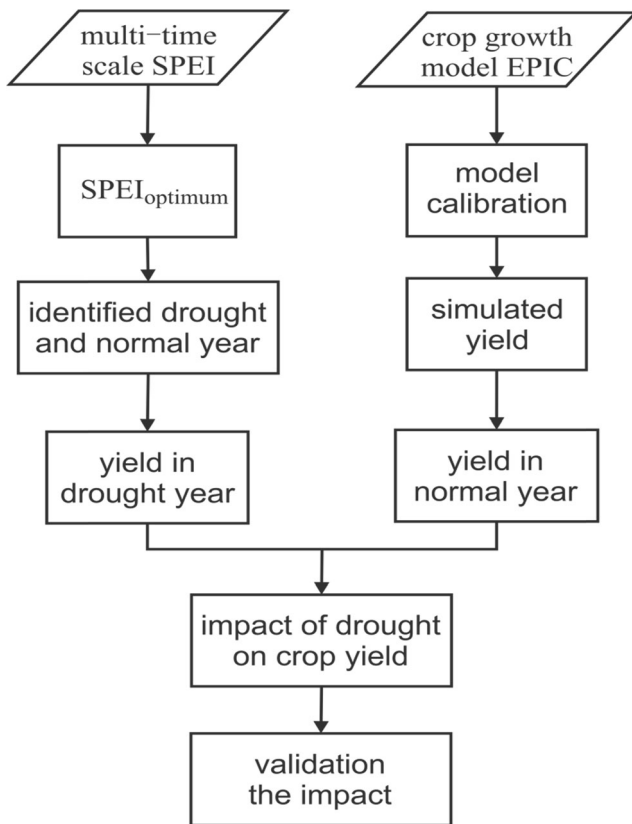 multi−time
scale SPEI
crop growth
model EPIC
SPEIoptimum
model
calibration
identified drought
and normal year
simulated
yield
yield in
drought year
yield in
normal year
impact of drought
on crop yield
validation
the impact